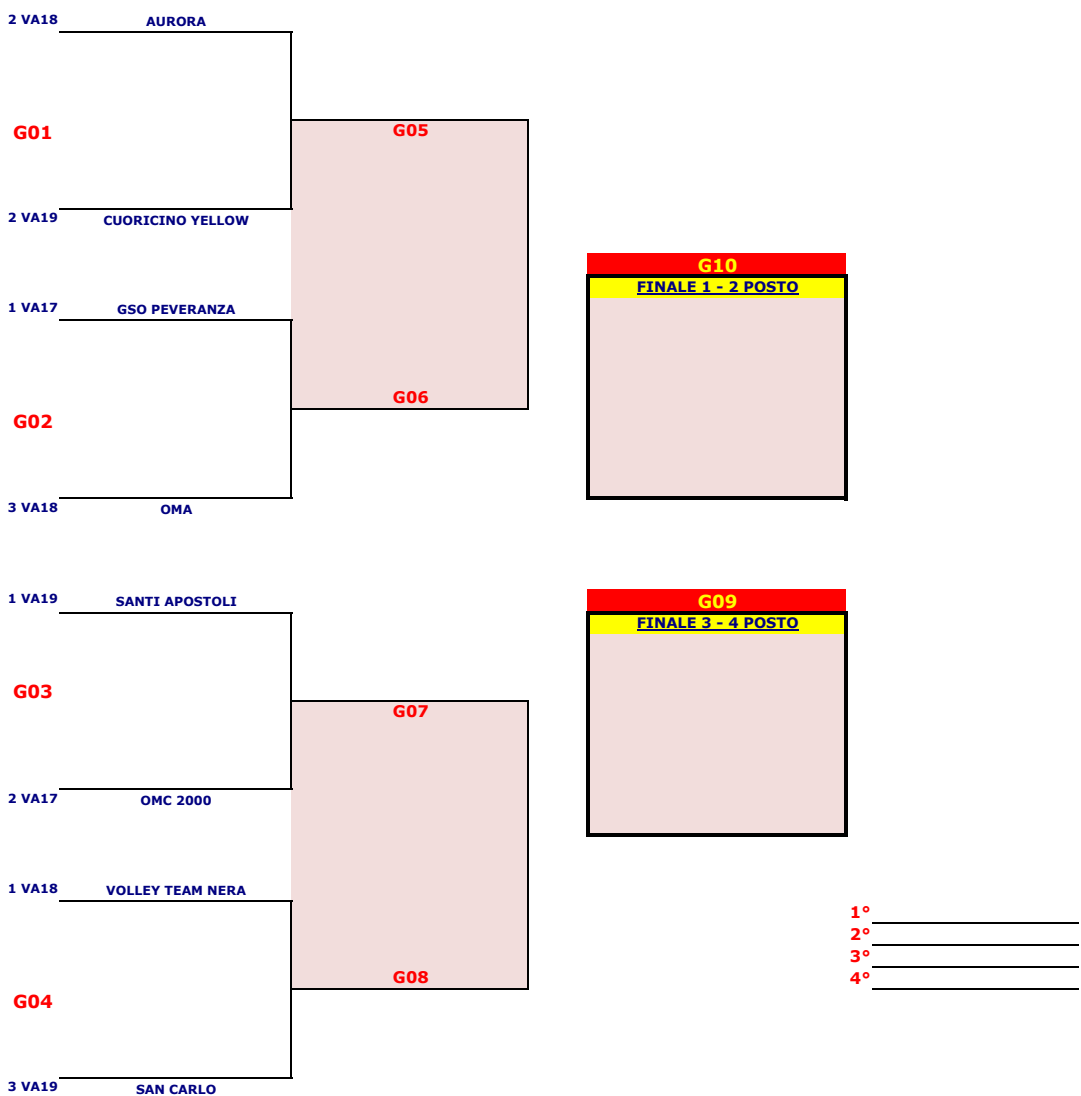 2 VA18 AURORA
G01
G05
2 VA19 CUORICINO YELLOW
G10
FINALE 1 - 2 POSTO
1 VA17 GSO PEVERANZA
G06
G02
3 VA18 OMA
1 VA19 SANTI APOSTOLI
G09
FINALE 3 - 4 POSTO
G03
G07
2 VA17 OMC 2000
1 VA18 VOLLEY TEAM NERA
1°
2°
3°
4°
G08
G04
3 VA19 SAN CARLO